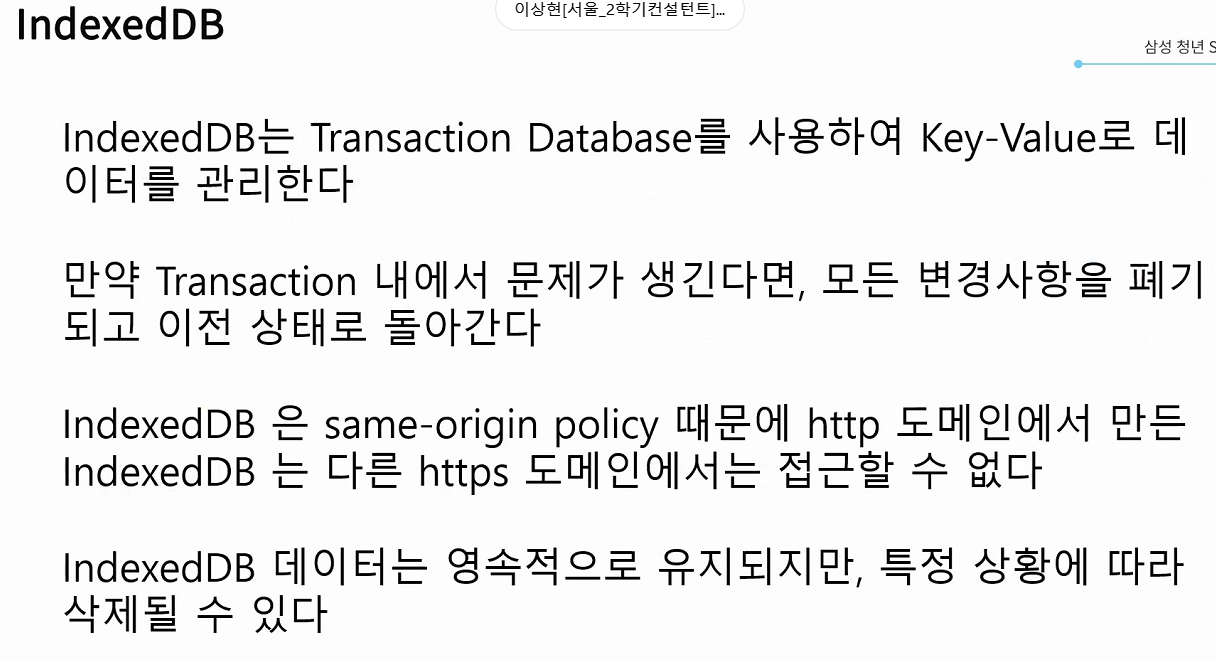 IndexedDB
이상현[서울_2학기컨설턴트]...
삼성 청년 S
IndexedDB는 Transaction Database를 사용하여 Key-Value로 데
이터를 관리한다
만약 Transaction 내에서 문제가 생긴다면, 모든 변경사항을 폐기
되고 이전 상태로 돌아간다
IndexedDB 은 same-origin policy 때문에 http 도메인에서 만든
IndexedDB 는 다른 https 도메인에서는 접근할 수 없다
IndexedDB 데이터는 영속적으로 유지되지만, 특정 상황에 따라
삭제될 수 있다